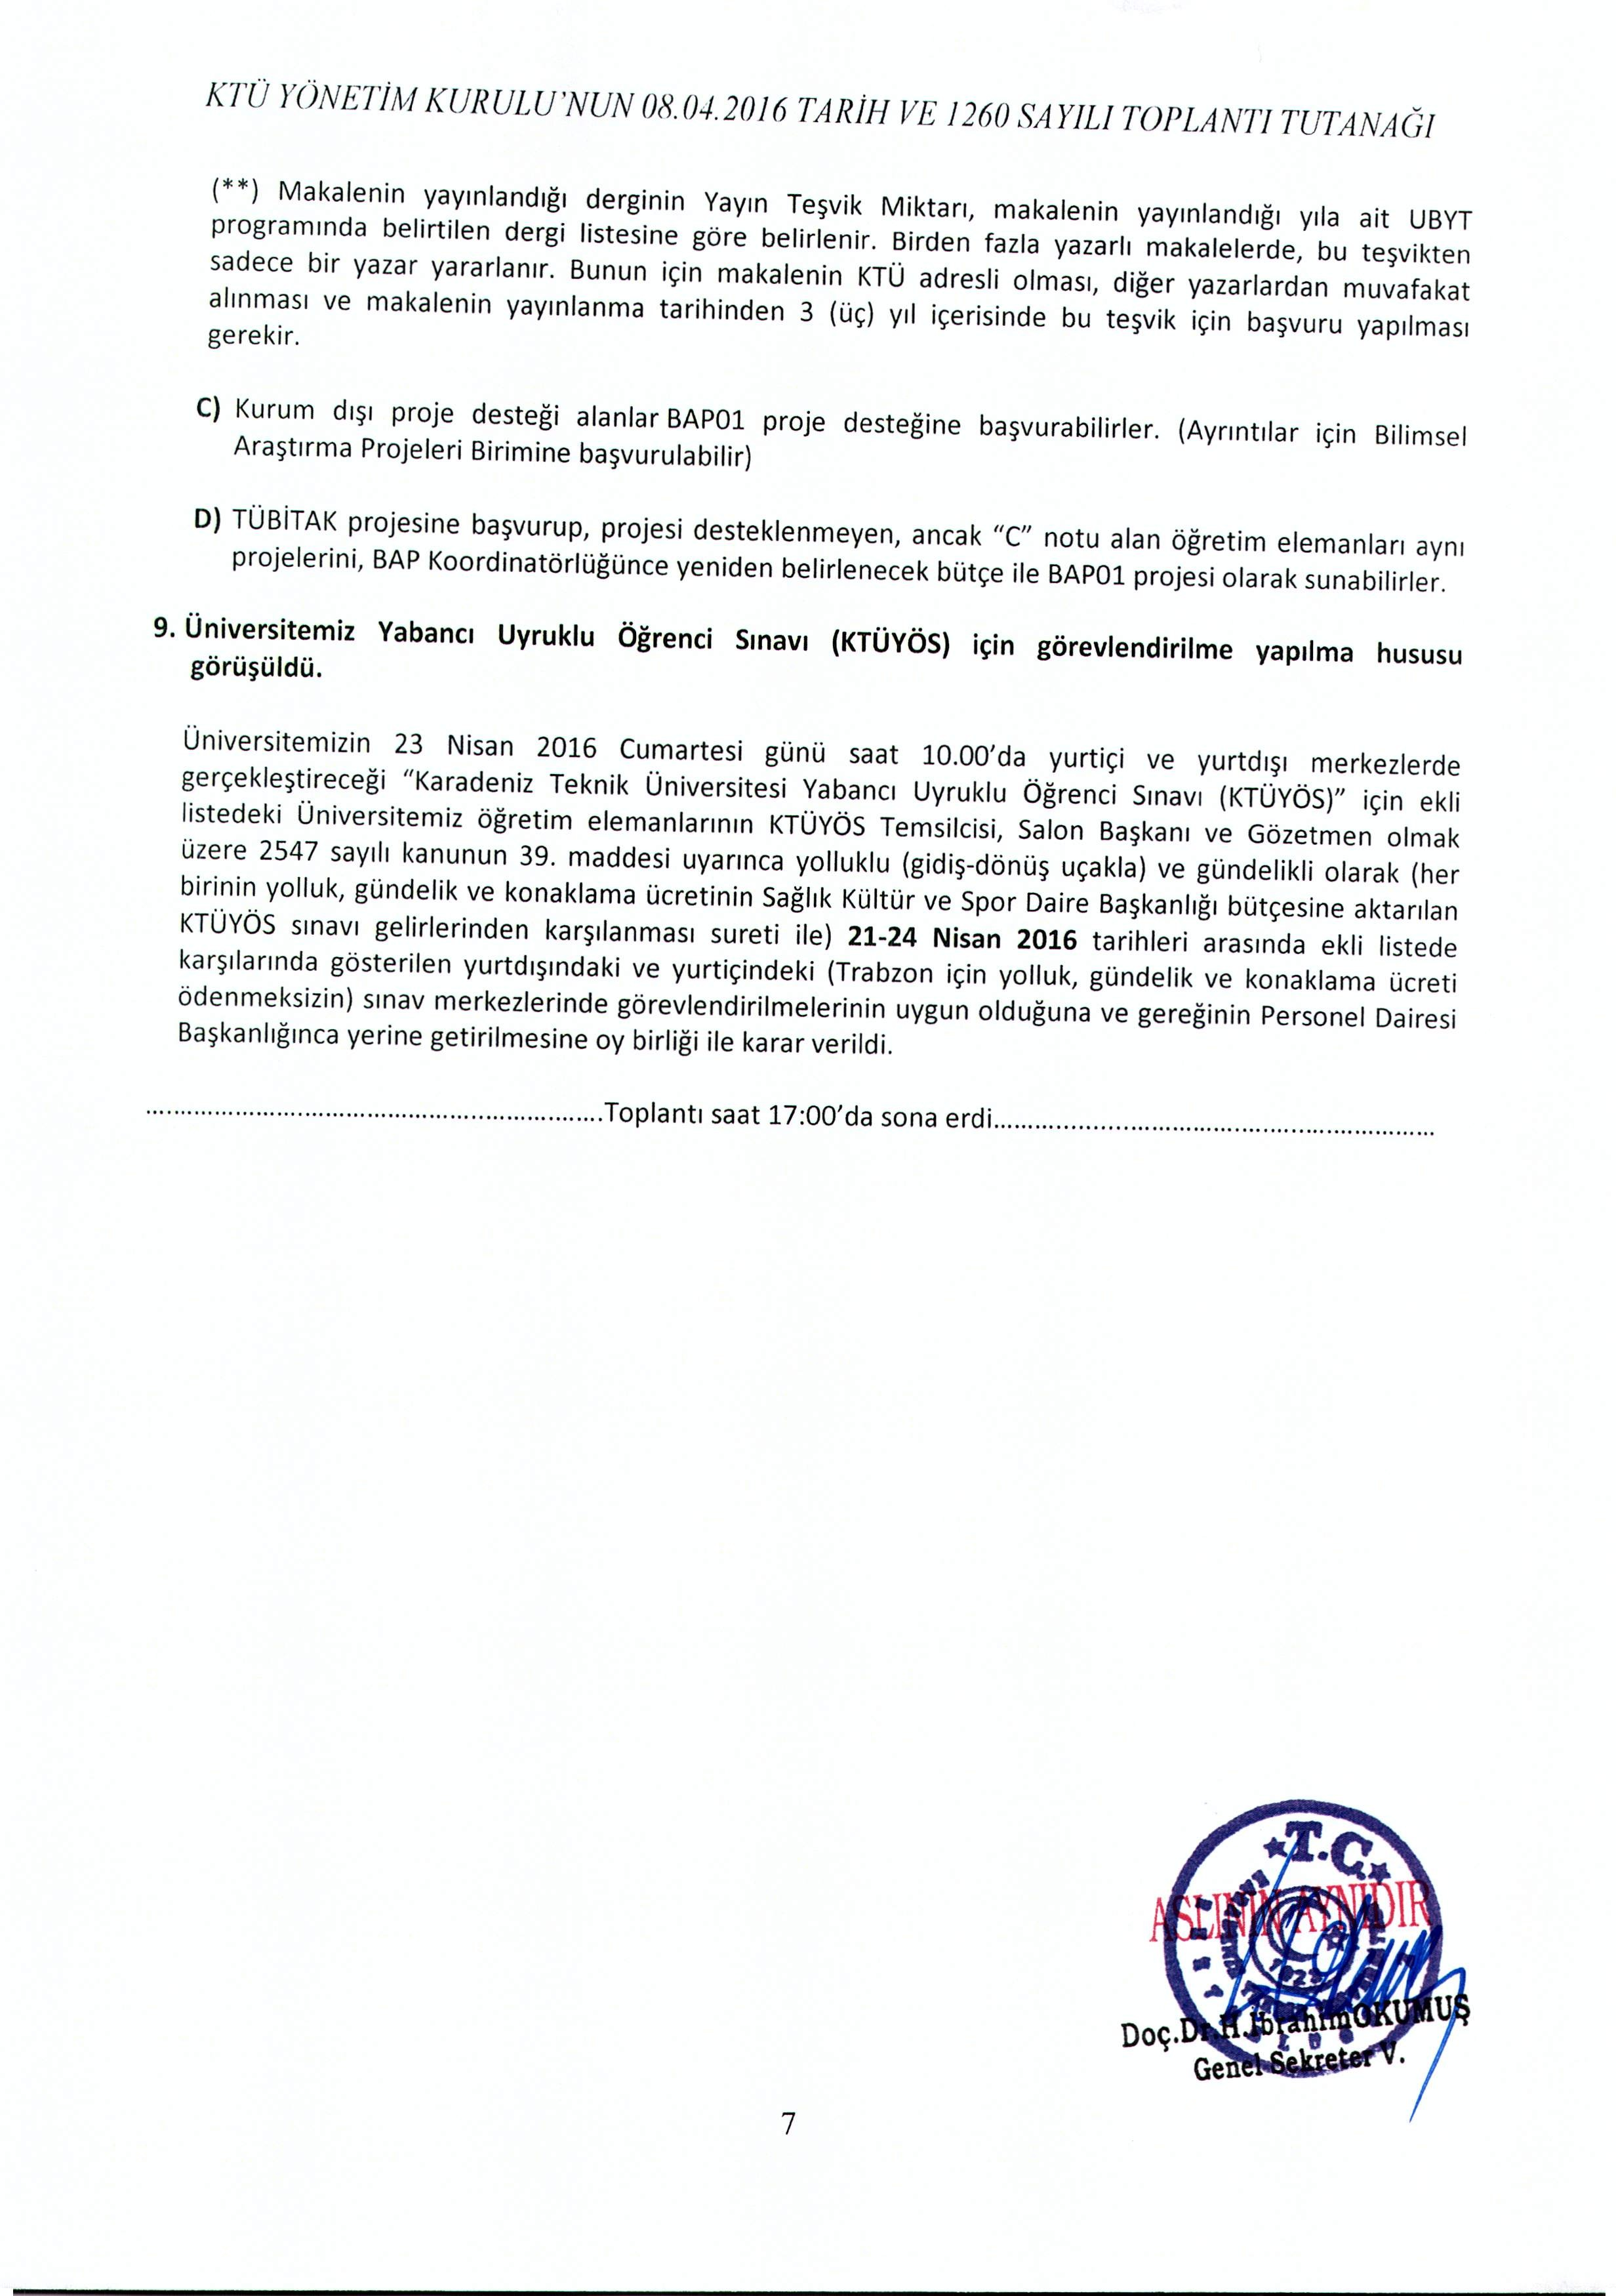 KTÜ YÖNETİM KURULU'NUN 08.04.2016 TARİH VE 1260 SAYILI TOPLANTI TUTANAĞI
(**) Makalenin yayınlandığı derginin Yayın Teşvik Miktarı, makalenin yayınlandığı yıla ait UBYT
programında belirtilen dergi listesine göre belirlenir. Birden fazla yazarlı makalelerde, bu teşvikten
sadece bir yazar yararlanır. Bunun için makalenin KTÜ adresli olması, diğer yazarlardan muvafakat
alınması ve makalenin yayınlanma tarihinden 3 (üç) yıl içerisinde bu teşvik için başvuru yapılması
gerekir.
C) Kurum dışı proje desteği alanlar BAP01 proje desteğine başvurabilirler. (Ayrıntılar için Bilimsel
Araştırma Projeleri Birimine başvurulabilir)
D) TÜBİTAK projesine başvurup, projesi desteklenmeyen, ancak “C” notu alan öğretim elemanları aynı
projelerini, BAP Koordinatörlüğünce yeniden belirlenecek bütçe ile BAP01 projesi olarak sunabilirler.
9. Üniversitemiz Yabancı Uyruklu Öğrenci Sınavı (KTÜYÖS) için görevlendirilme yapılma hususu
görüşüldü.
Üniversitemizin 23 Nisan 2016 Cumartesi günü saat 10.00’da yurtiçi ve yurtdışı merkezlerde
gerçekleştireceği “Karadeniz Teknik Üniversitesi Yabancı Uyruklu Öğrenci Sınavı (KTÜYÖS)” için ekli
listedeki Üniversitemiz öğretim elemanlarının KTÜYÖS Temsilcisi, Salon Başkanı ve Gözetmen olmak
üzere 2547 sayılı kanunun 39. maddesi uyarınca yolluklu (gidiş-dönüş uçakla) ve gündelikli olarak (her
birinin yolluk, gündelik ve konaklama ücretinin Sağlık Kültür ve Spor Daire Başkanlığı bütçesine aktarılan
KTÜYÖS sınavı gelirlerinden karşılanması sureti ile) 21-24 Nisan 2016 tarihleri arasında ekli listede
karşılarında gösterilen yurtdışındaki ve yurtiçindeki (Trabzon için yolluk, gündelik ve konaklama ücreti
ödenmeksizin) sınav merkezlerinde görevlendirilmelerinin uygun olduğuna ve gereğinin Personel Dairesi
Başkanlığınca yerine getirilmesine oy birliği ile karar verildi.
....................................................................Toplantı saat 17:00’da sona erdi..................................................................
T.C.
ASLININ AYNIDIR
Doç.Dr.H.İbrahim OKUMUŞ
Genel Sekreter V.
7